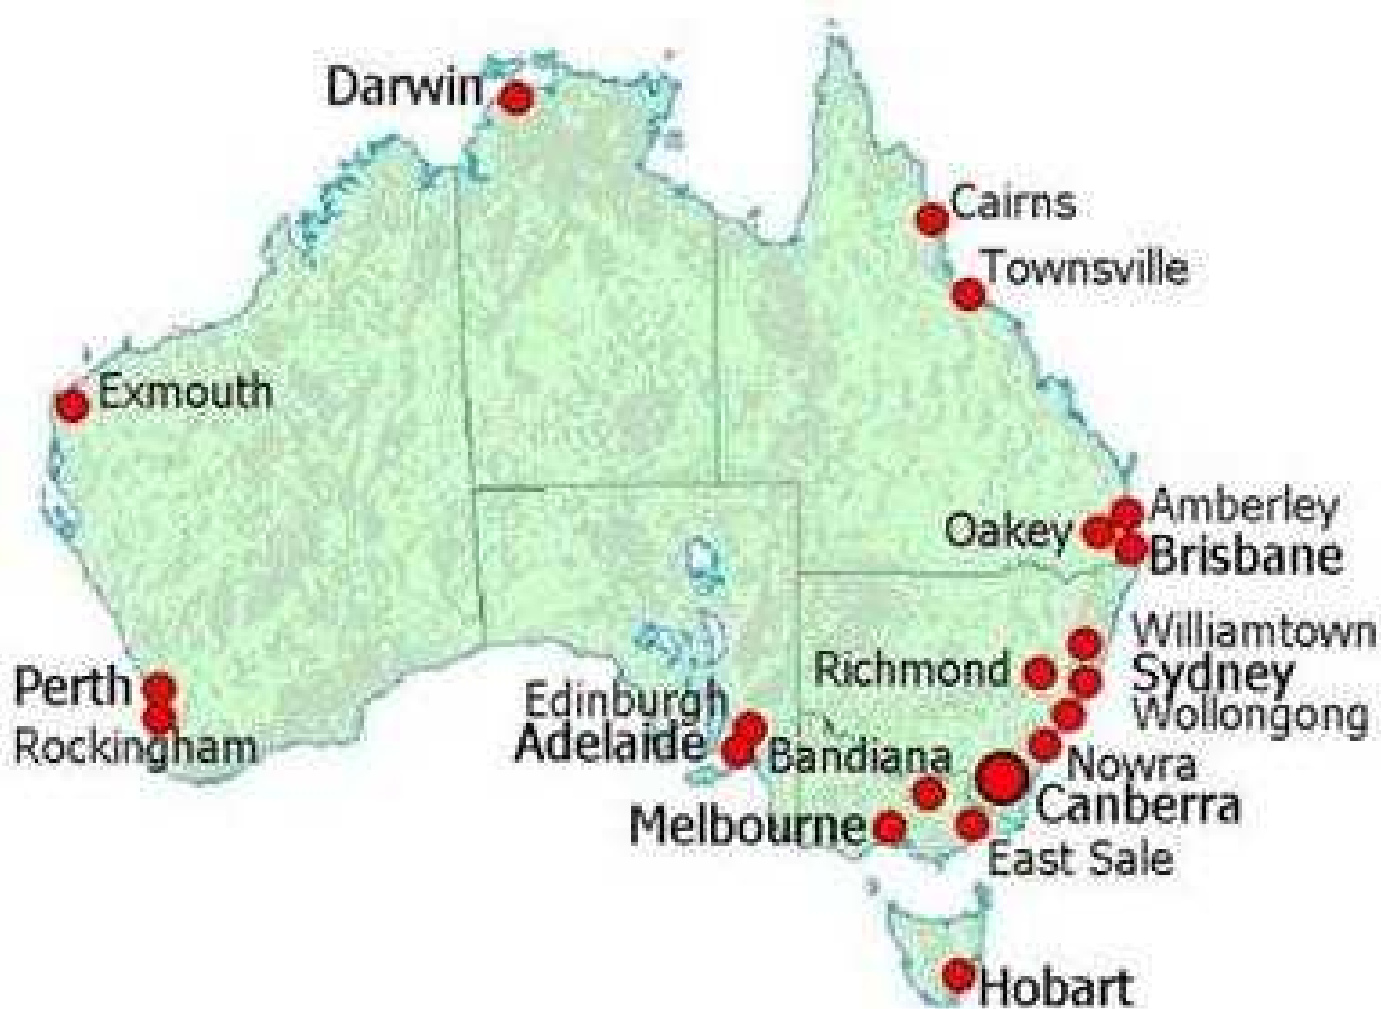 Darwin
Cairns
Townsville
Exmouth
Amberley
Oakey
Brisbane
Williamtown
Richmond
Sydney
Perth
Edinburgh
Wollongong
Rockingham
Adelaide
Bandiana
Nowra
Canberra
Melbourne
East Sale
Hobart